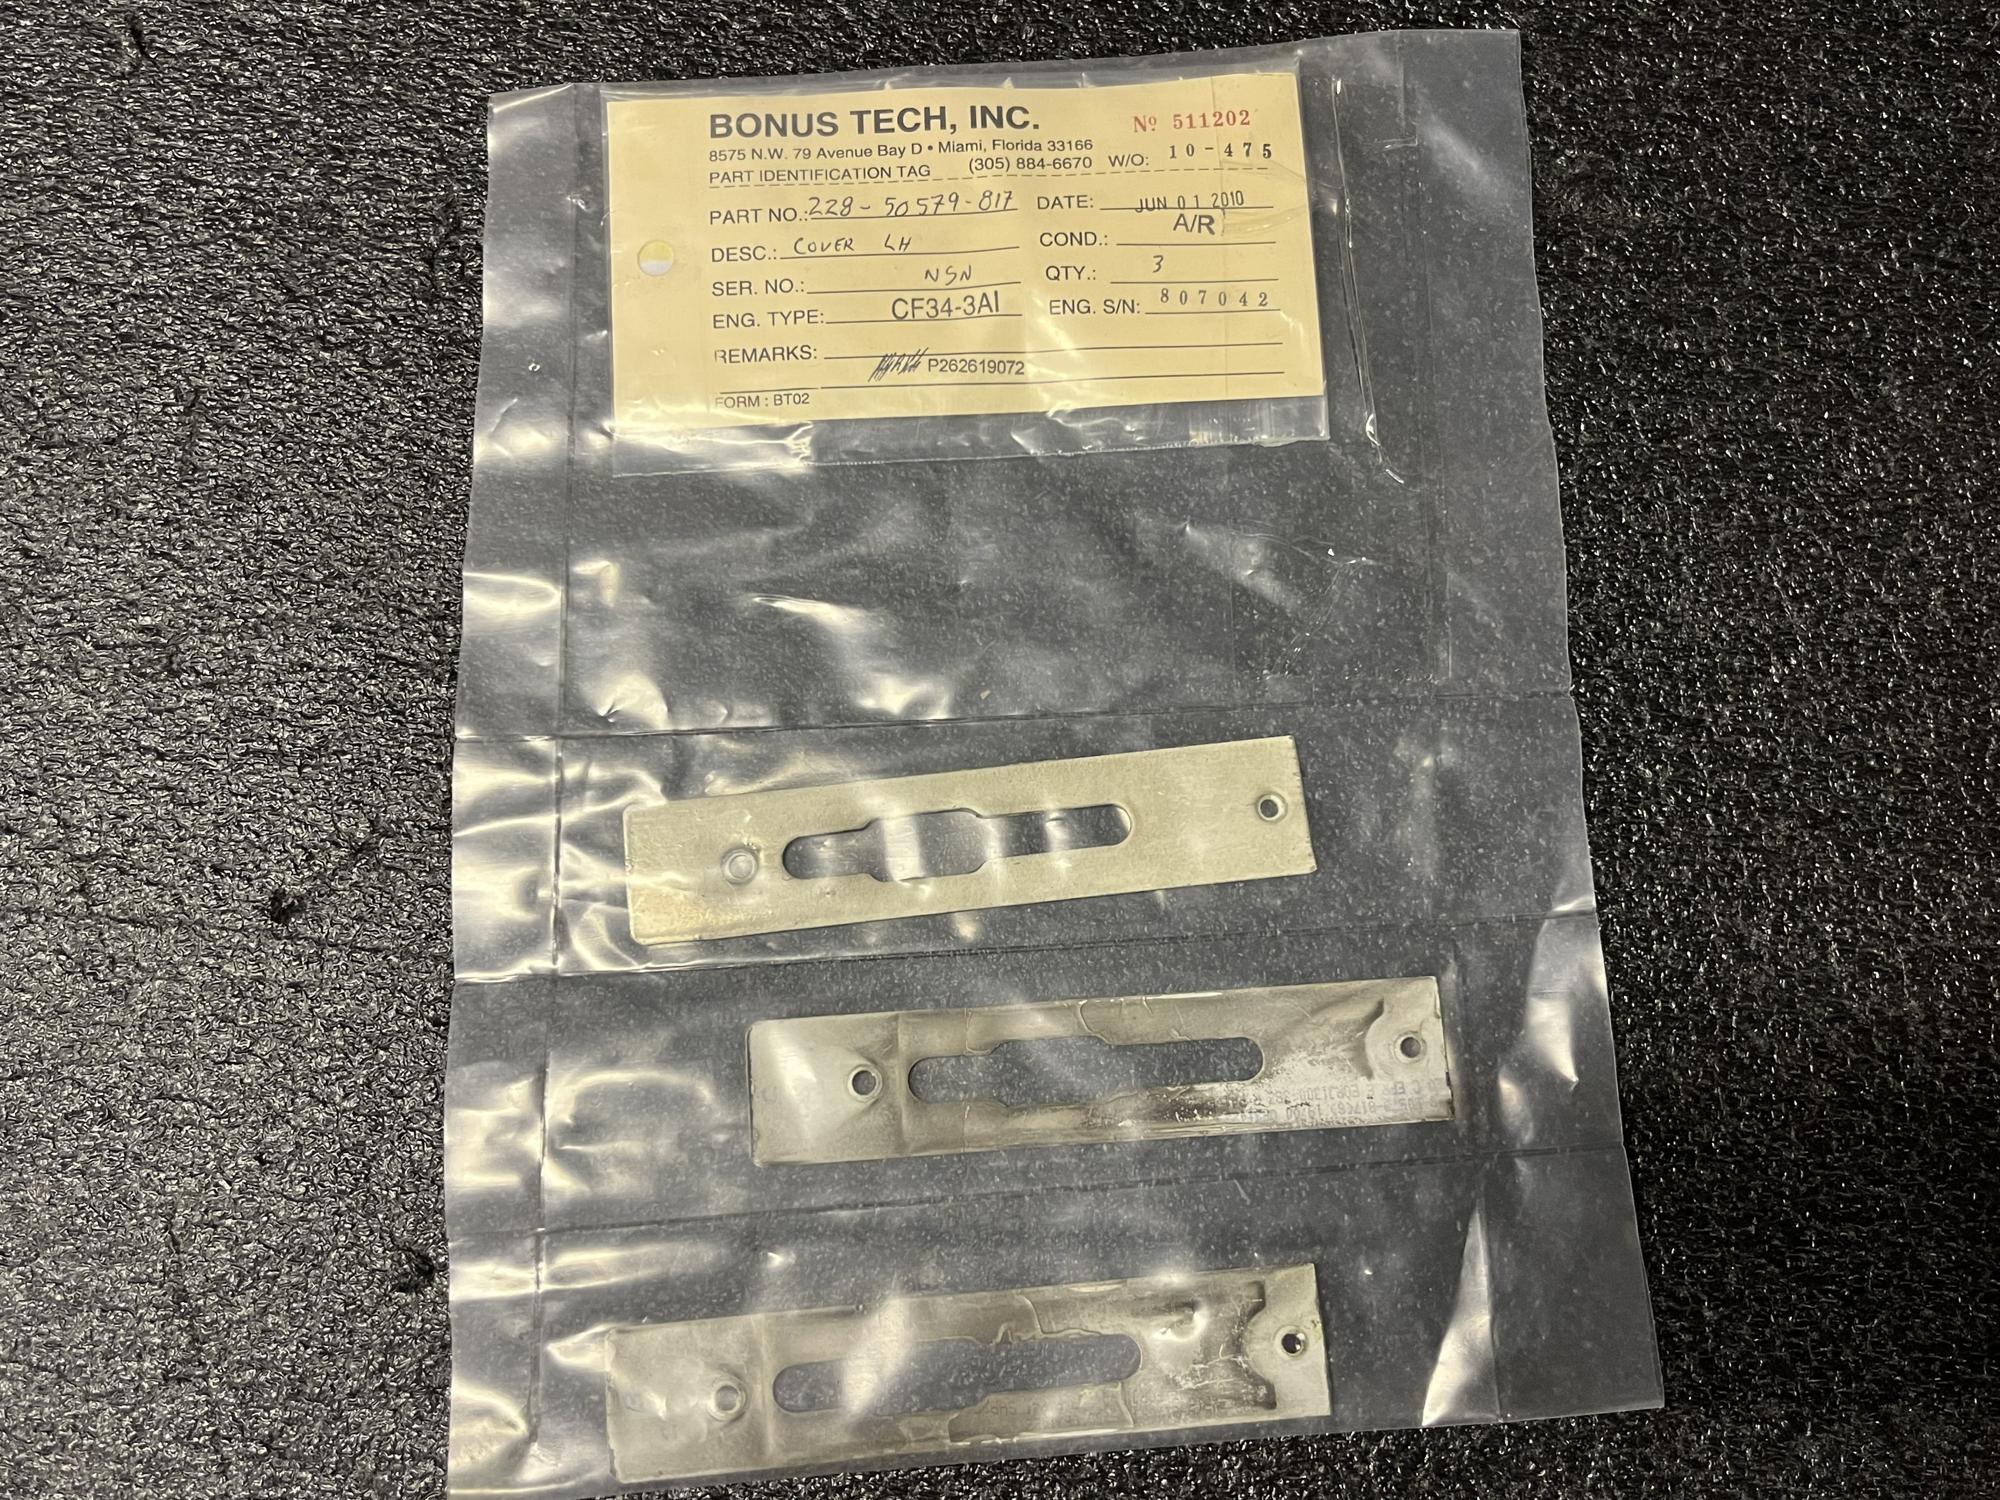 BONUS TECH, INC. Nº 511202
8575 N.W. 79 Avenue Bay D • Miami, Florida 33166
PART IDENTIFICATION TAG (305) 884-6670 W/O: 10-475
PART NO.: 228-50579-817 DATE: JUN 01 2010
DESC.: COVER LH COND.: A/R
SER. NO.: NSN QTY.: 3
ENG. TYPE: CF34-3AI ENG. S/N: 807042
REMARKS:
P262619072
FORM : BT02